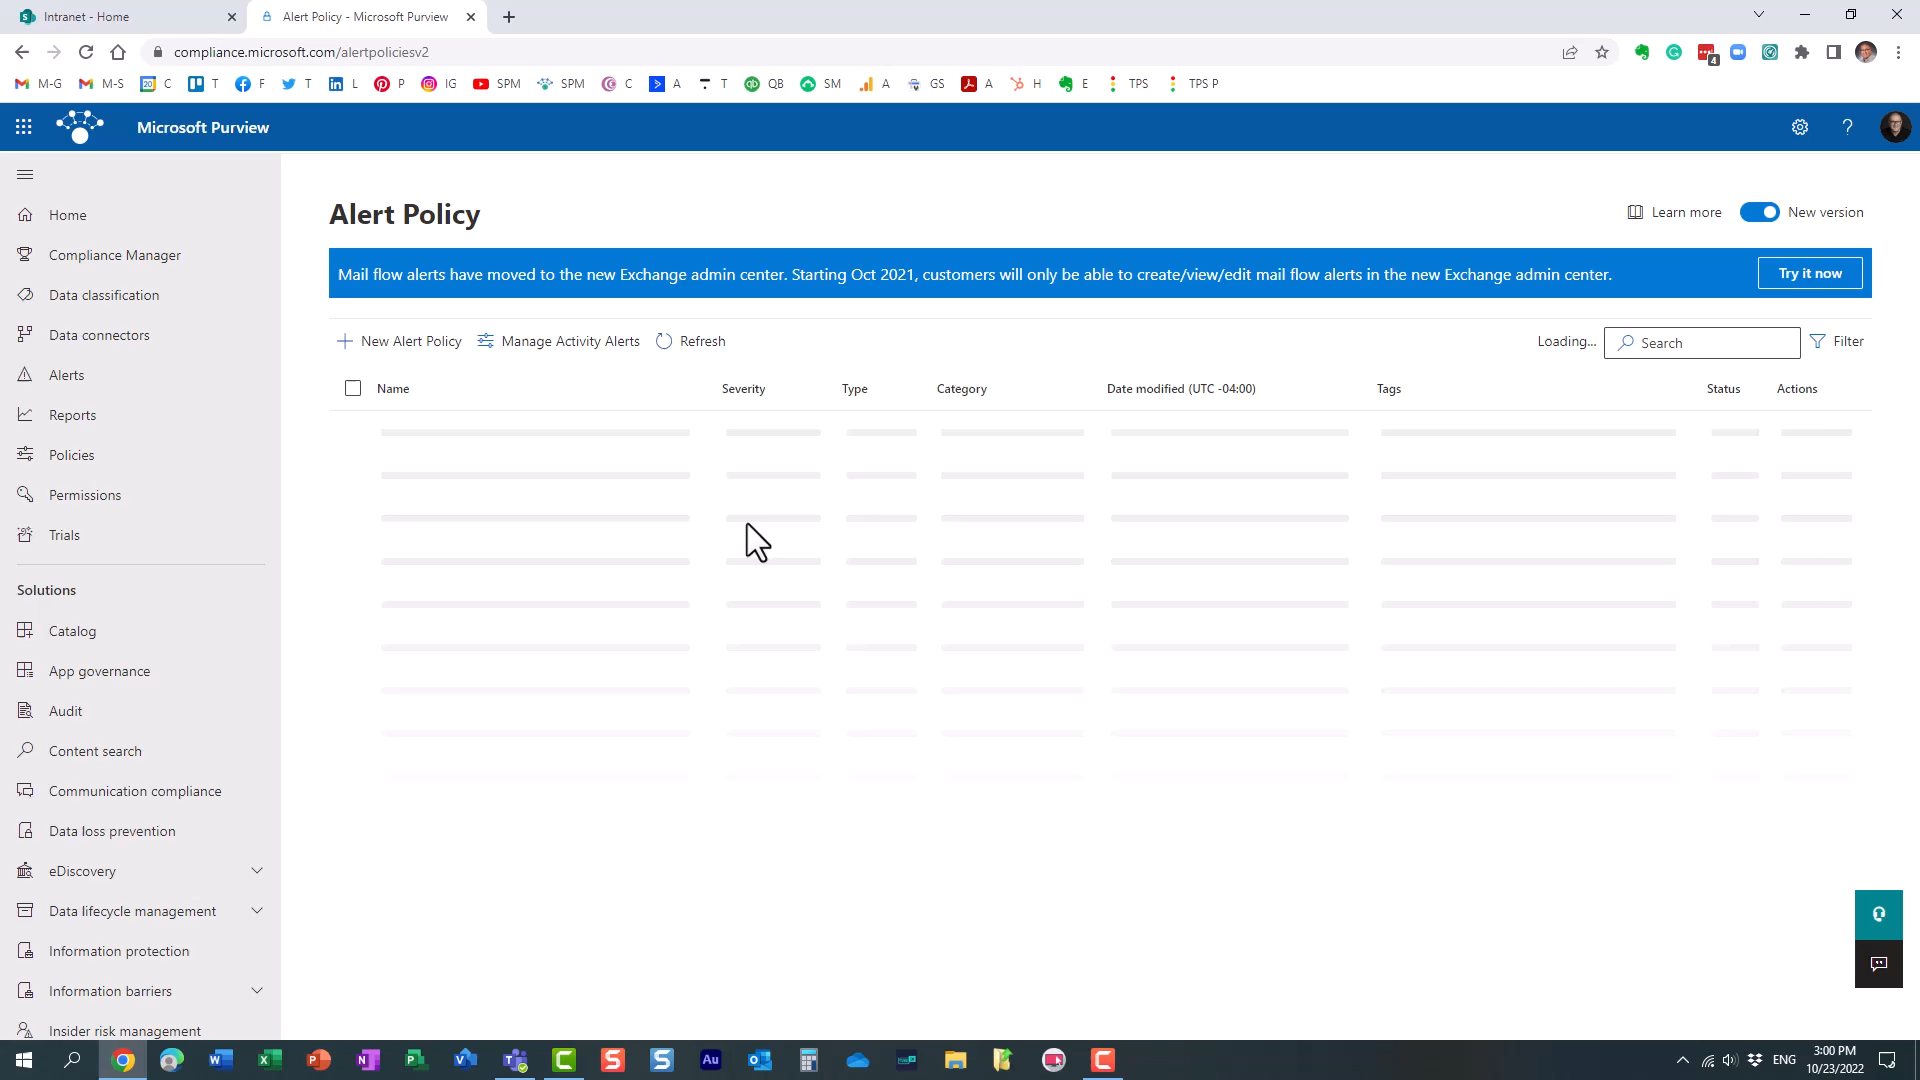 Intranet - Home
Alert Policy - Microsoft Purview
compliance.microsoft.com/alertpoliciesv2
M-G M-S C T F T L P IG SPM SPM C A T QB SM A GS A H E TPS TPS P
Microsoft Purview
Home
Compliance Manager
Data classification
Data connectors
Alerts
Reports
Policies
Permissions
Trials
Solutions
Catalog
App governance
Audit
Content search
Communication compliance
Data loss prevention
eDiscovery
Data lifecycle management
Information protection
Information barriers
Insider risk management
Alert Policy
Learn more
New version
Mail flow alerts have moved to the new Exchange admin center. Starting Oct 2021, customers will only be able to create/view/edit mail flow alerts in the new Exchange admin center.
Try it now
New Alert Policy Manage Activity Alerts Refresh
Loading... Search Filter
Name Severity Type Category Date modified (UTC -04:00) Tags Status Actions
ENG
3:00 PM
10/23/2022